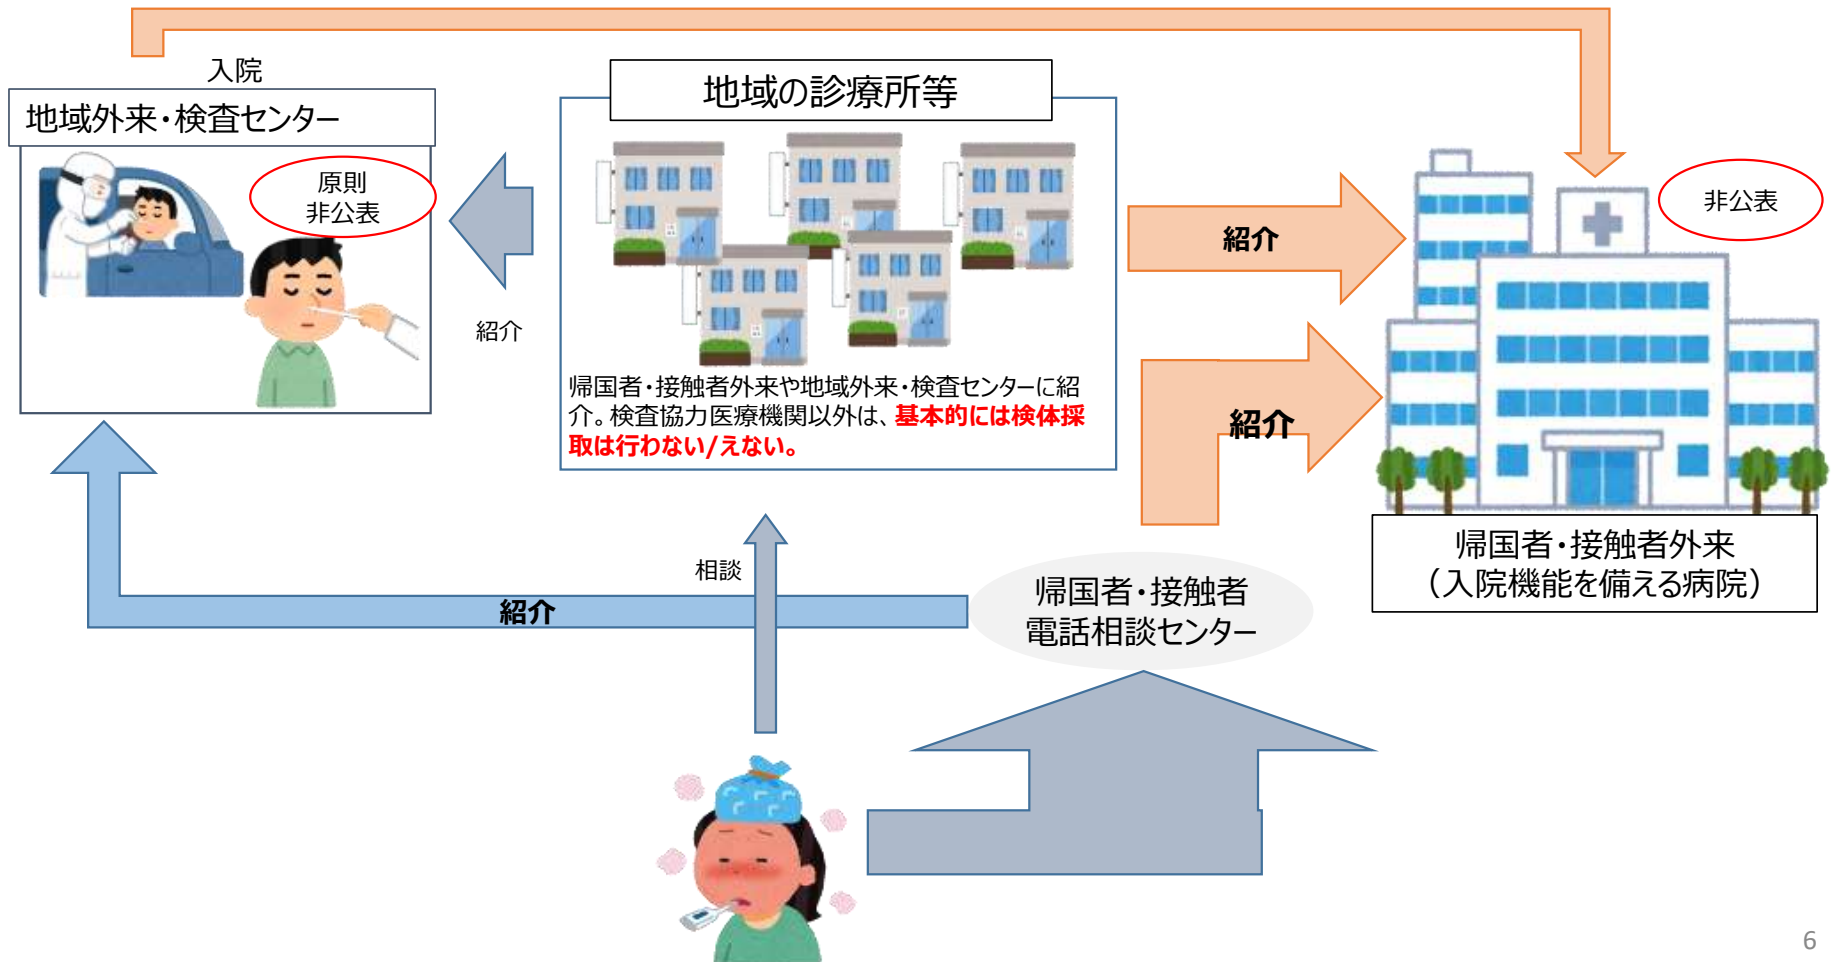 入院
地域外来・検査センター
原則
非公表
紹介
地域の診療所等
帰国者・接触者外来や地域外来・検査センターに紹
介。検査協力医療機関以外は、基本的には検体採
取は行わない/えない。
紹介
紹介
非公表
帰国者・接触者外来
（入院機能を備える病院）
相談
紹介
帰国者・接触者
電話相談センター
6